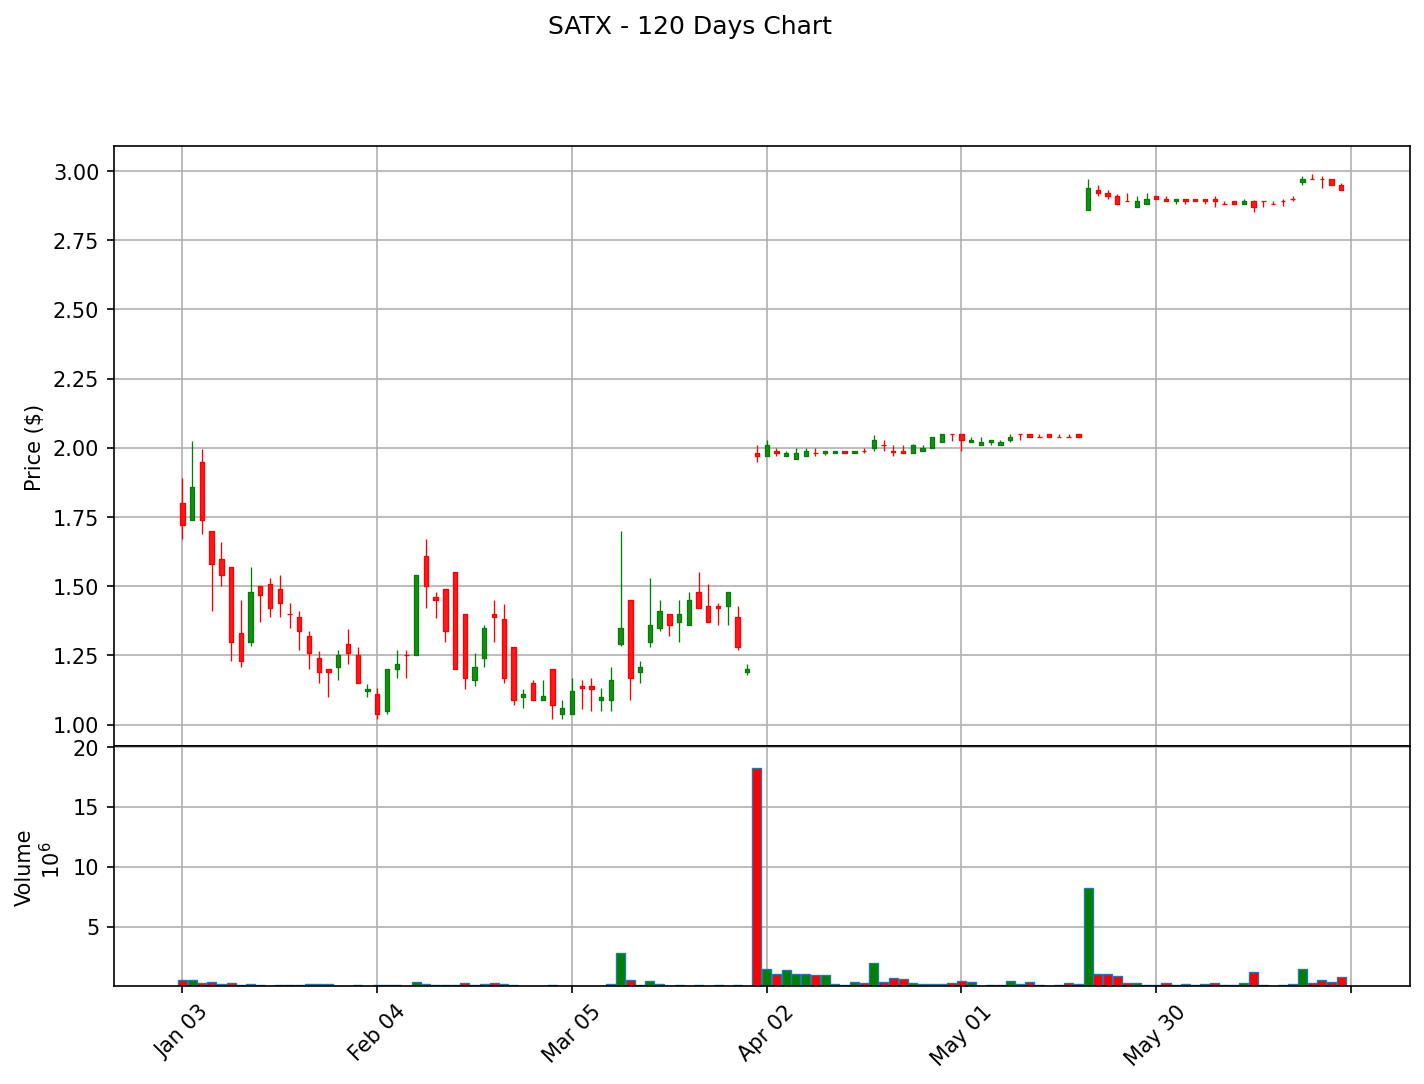 SATX - 120 Days Chart
Price ($)
3.00
2.75
2.50
2.25
2.00
1.75
1.50
1.25
1.00
Volume
10^6
20
15
10
5
Jan 03
Feb 04
Mar 05
Apr 02
May 01
May 30